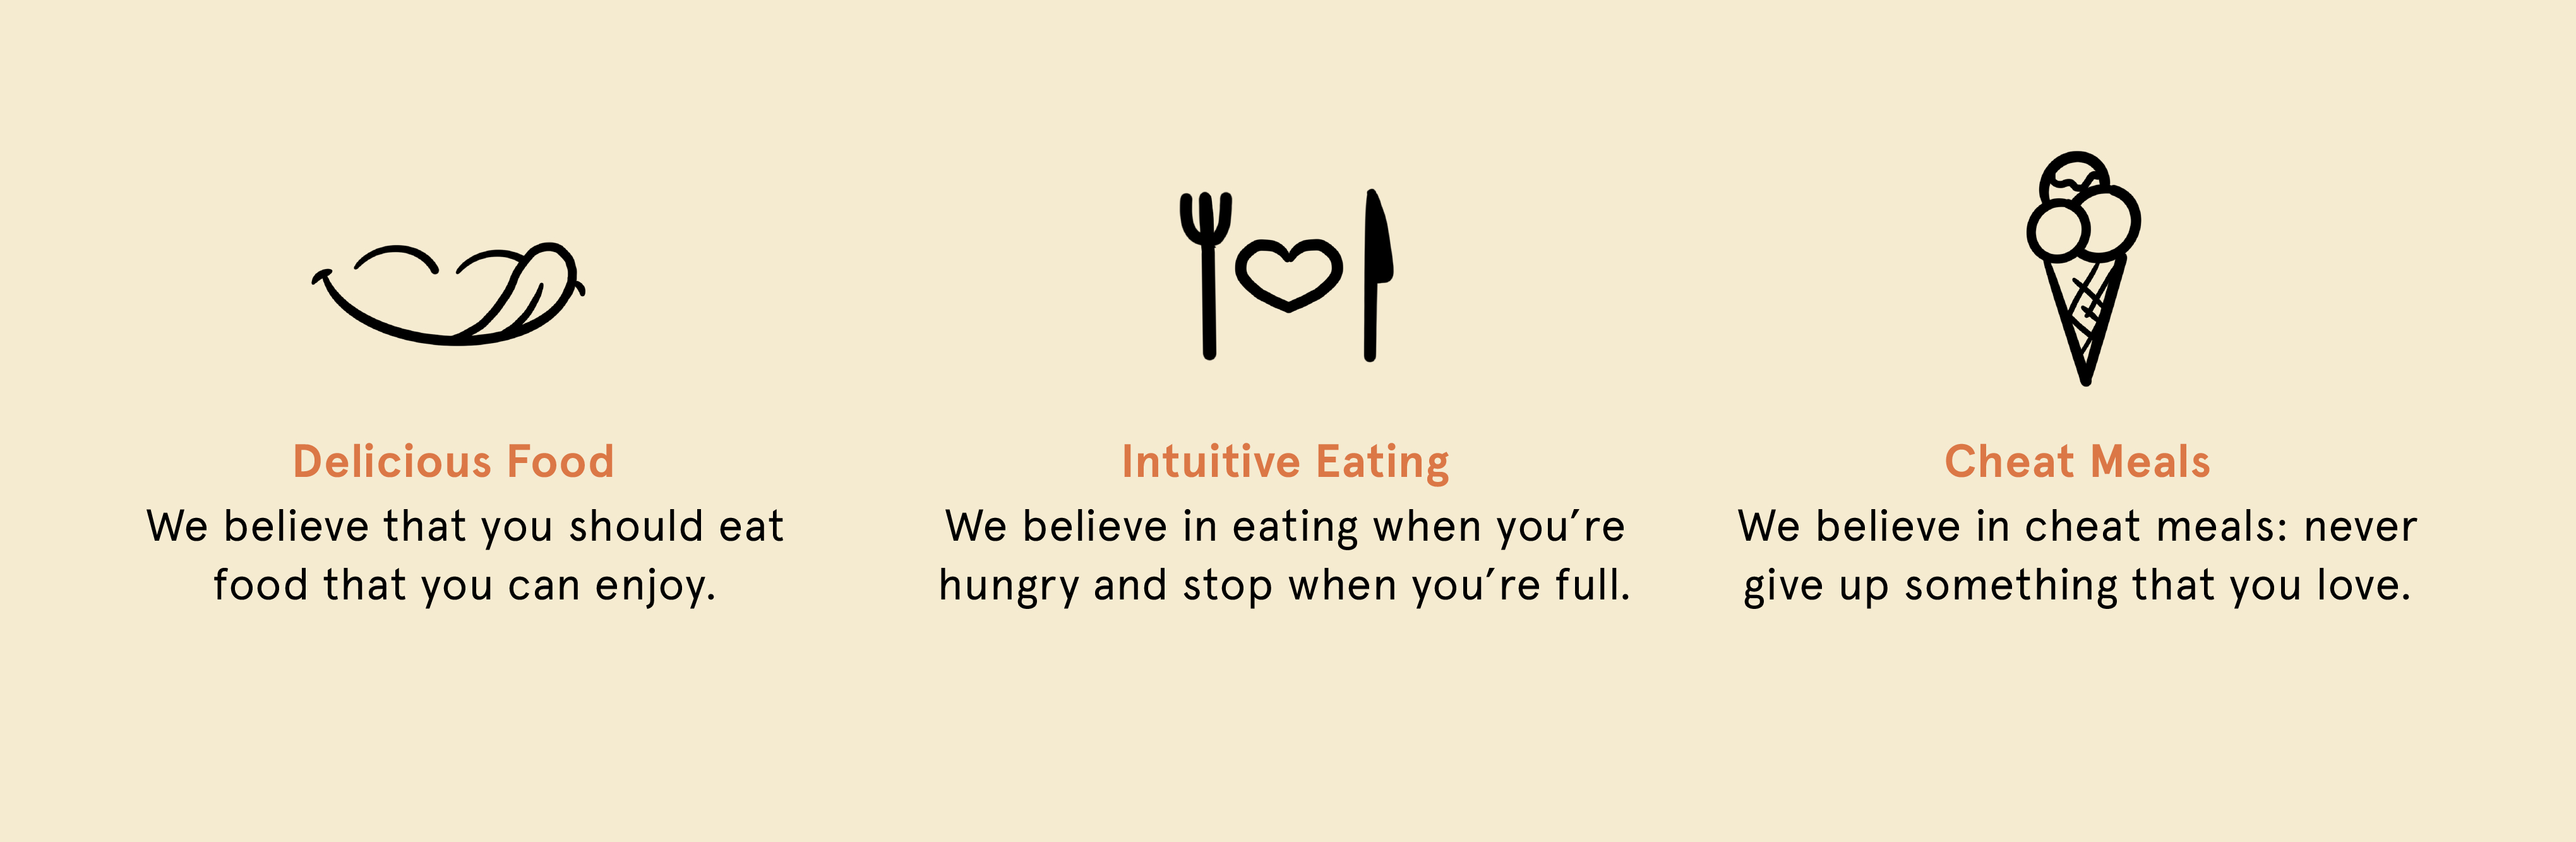 Delicious Food
We believe that you should eat
food that you can enjoy.
Intuitive Eating
We believe in eating when you’re
hungry and stop when you’re full.
Cheat Meals
We believe in cheat meals: never
give up something that you love.